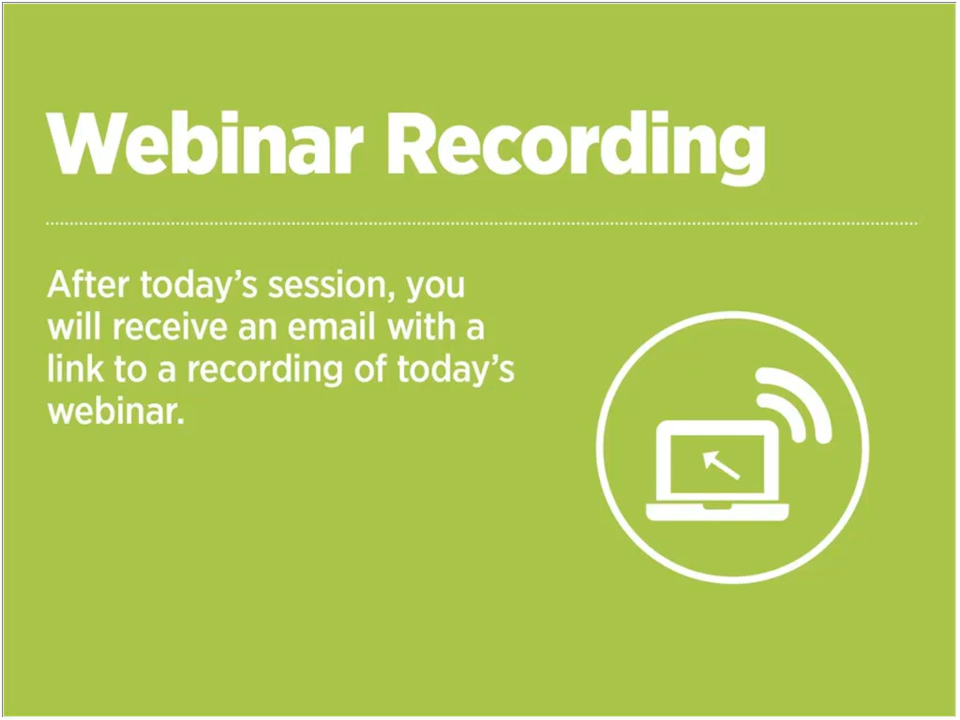 Webinar Recording
After today’s session, you
will receive an email with a
link to a recording of today’s
webinar.